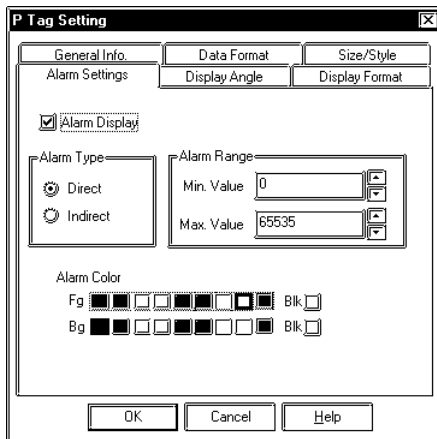 P Tag Setting
General Info. Data Format Size/Style
Alarm Settings Display Angle Display Format
Alarm Display
Alarm Type Alarm Range
Direct Min. Value 0
Indirect Max. Value 65535
Alarm Color
Fg Blk
Bg Blk
OK Cancel Help